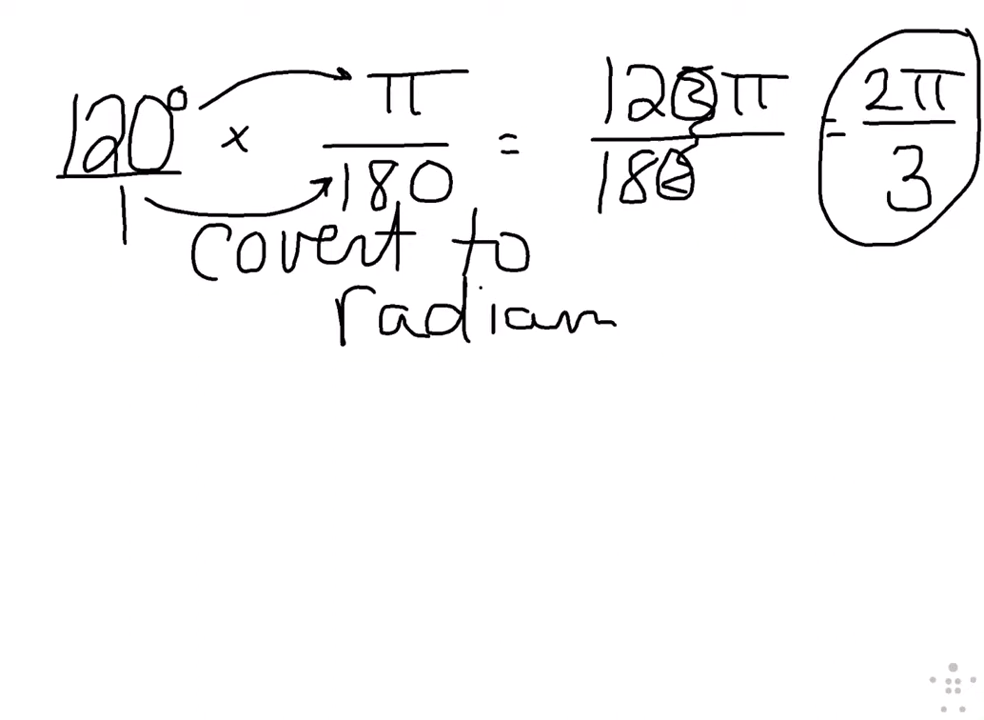 120° × π = 120π = 2π
1 180 180 3
covert to
radian